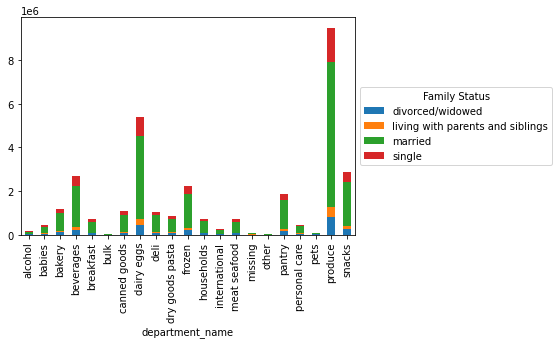 1e6
8
6
4
2
0
Family Status
divorced/widowed
living with parents and siblings
married
single
alcohol
babies
bakery
beverages
breakfast
bulk
canned goods
dairy eggs
deli
dry goods pasta
frozen
households
international
meat seafood
missing
other
pantry
personal care
pets
produce
snacks
department_name